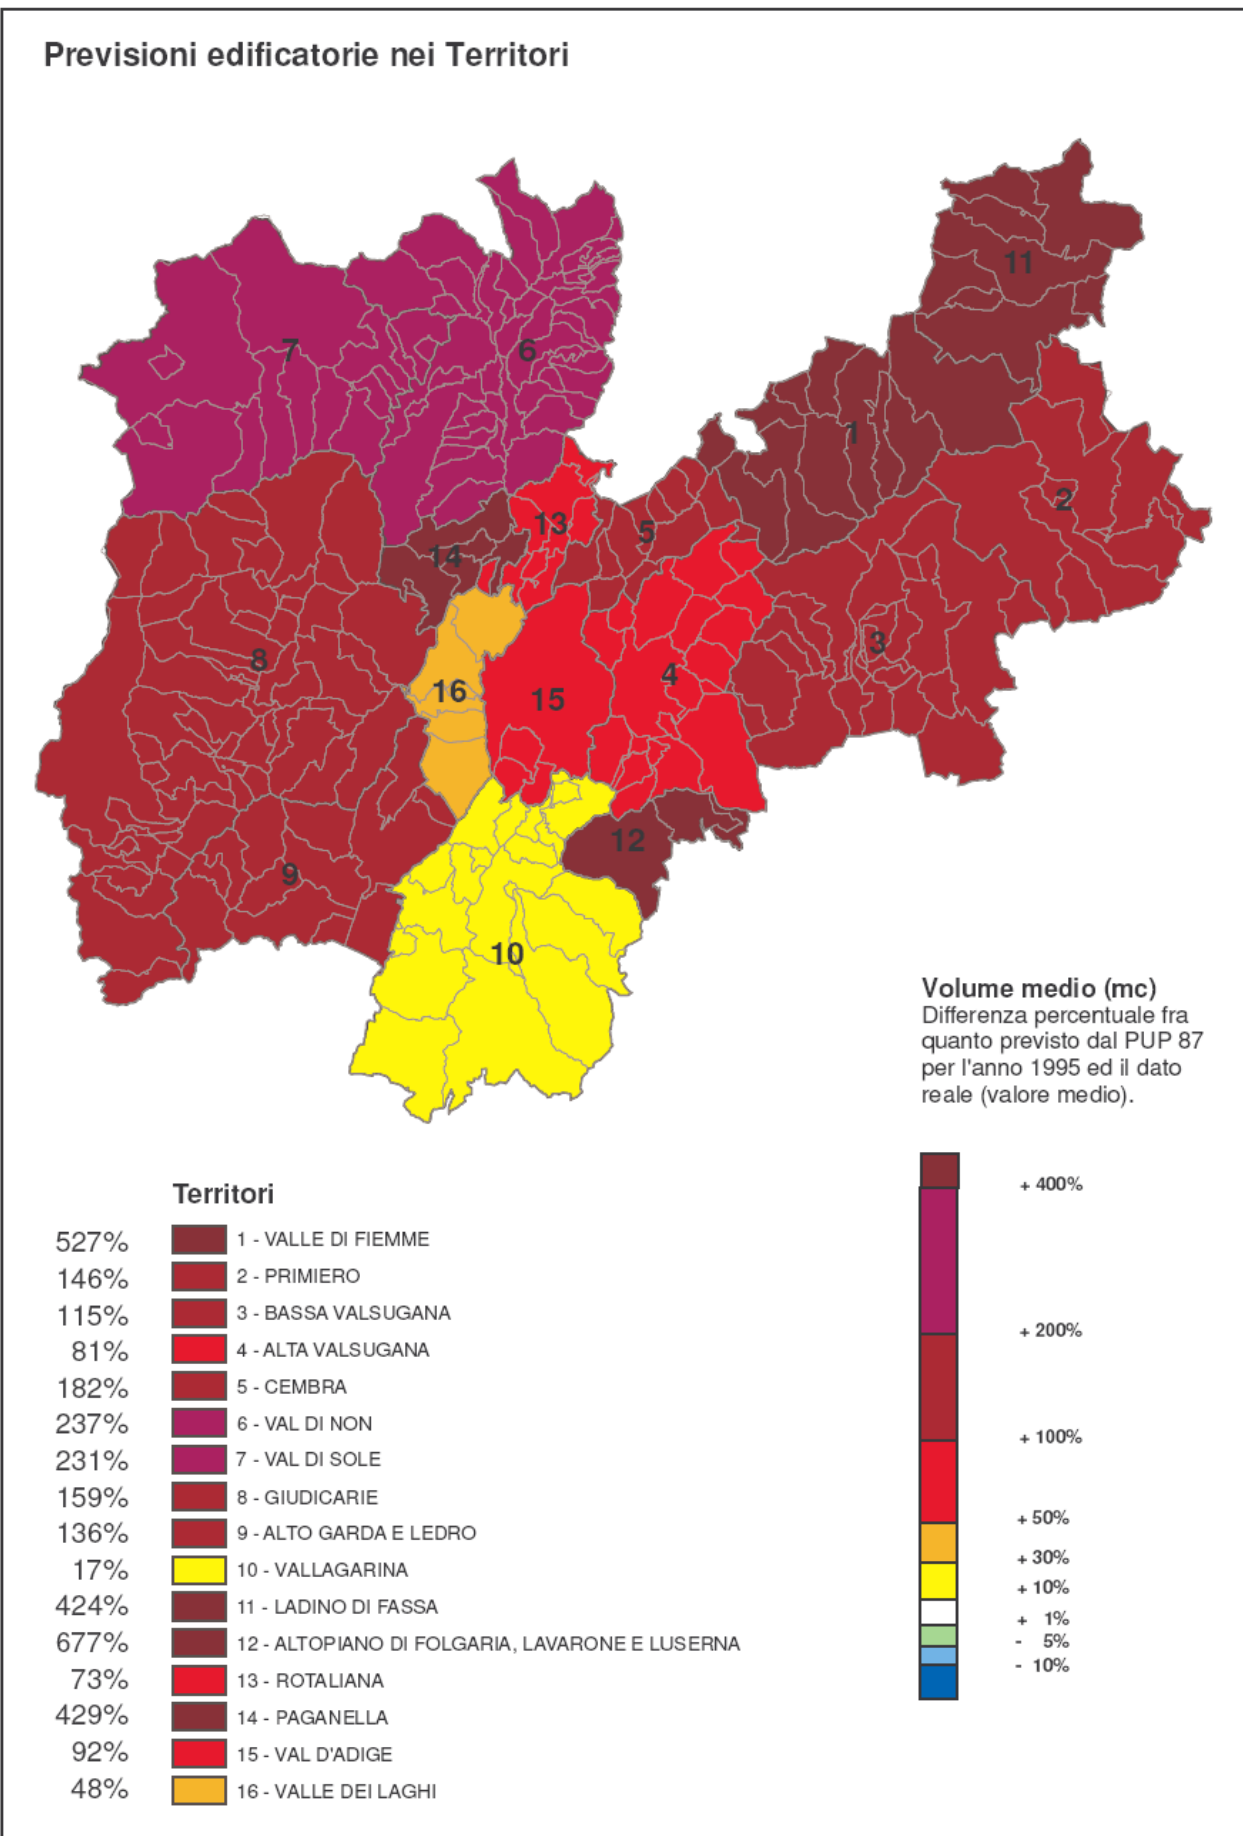 Previsioni edificatorie nei Territori
11
7
6
1
2
13
5
14
3
8
4
16
15
12
9
10
Volume medio (mc)
Differenza percentuale fra
quanto previsto dal PUP 87
per l'anno 1995 ed il dato
reale (valore medio).
+ 400%
+ 200%
+ 100%
+ 50%
+ 30%
+ 10%
+ 1%
- 5%
- 10%
Territori
527% 1 - VALLE DI FIEMME
146% 2 - PRIMIERO
115% 3 - BASSA VALSUGANA
81% 4 - ALTA VALSUGANA
182% 5 - CEMBRA
237% 6 - VAL DI NON
231% 7 - VAL DI SOLE
159% 8 - GIUDICARIE
136% 9 - ALTO GARDA E LEDRO
17% 10 - VALLAGARINA
424% 11 - LADINO DI FASSA
677% 12 - ALTOPIANO DI FOLGARIA, LAVARONE E LUSERNA
73% 13 - ROTALIANA
429% 14 - PAGANELLA
92% 15 - VAL D'ADIGE
48% 16 - VALLE DEI LAGHI